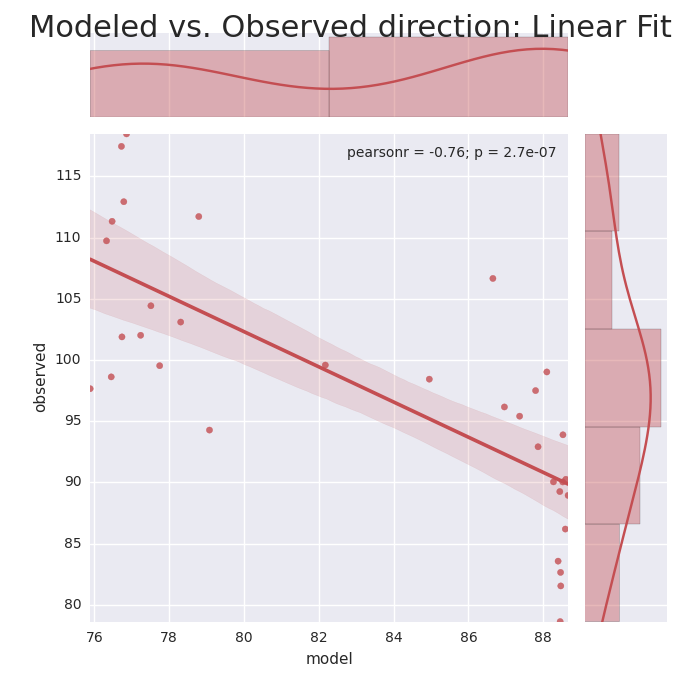 Modeled vs. Observed direction: Linear Fit
pearsonr = -0.76; p = 2.7e-07
115
110
105
100
95
90
85
80
observed
76 78 80 82 84 86 88
model